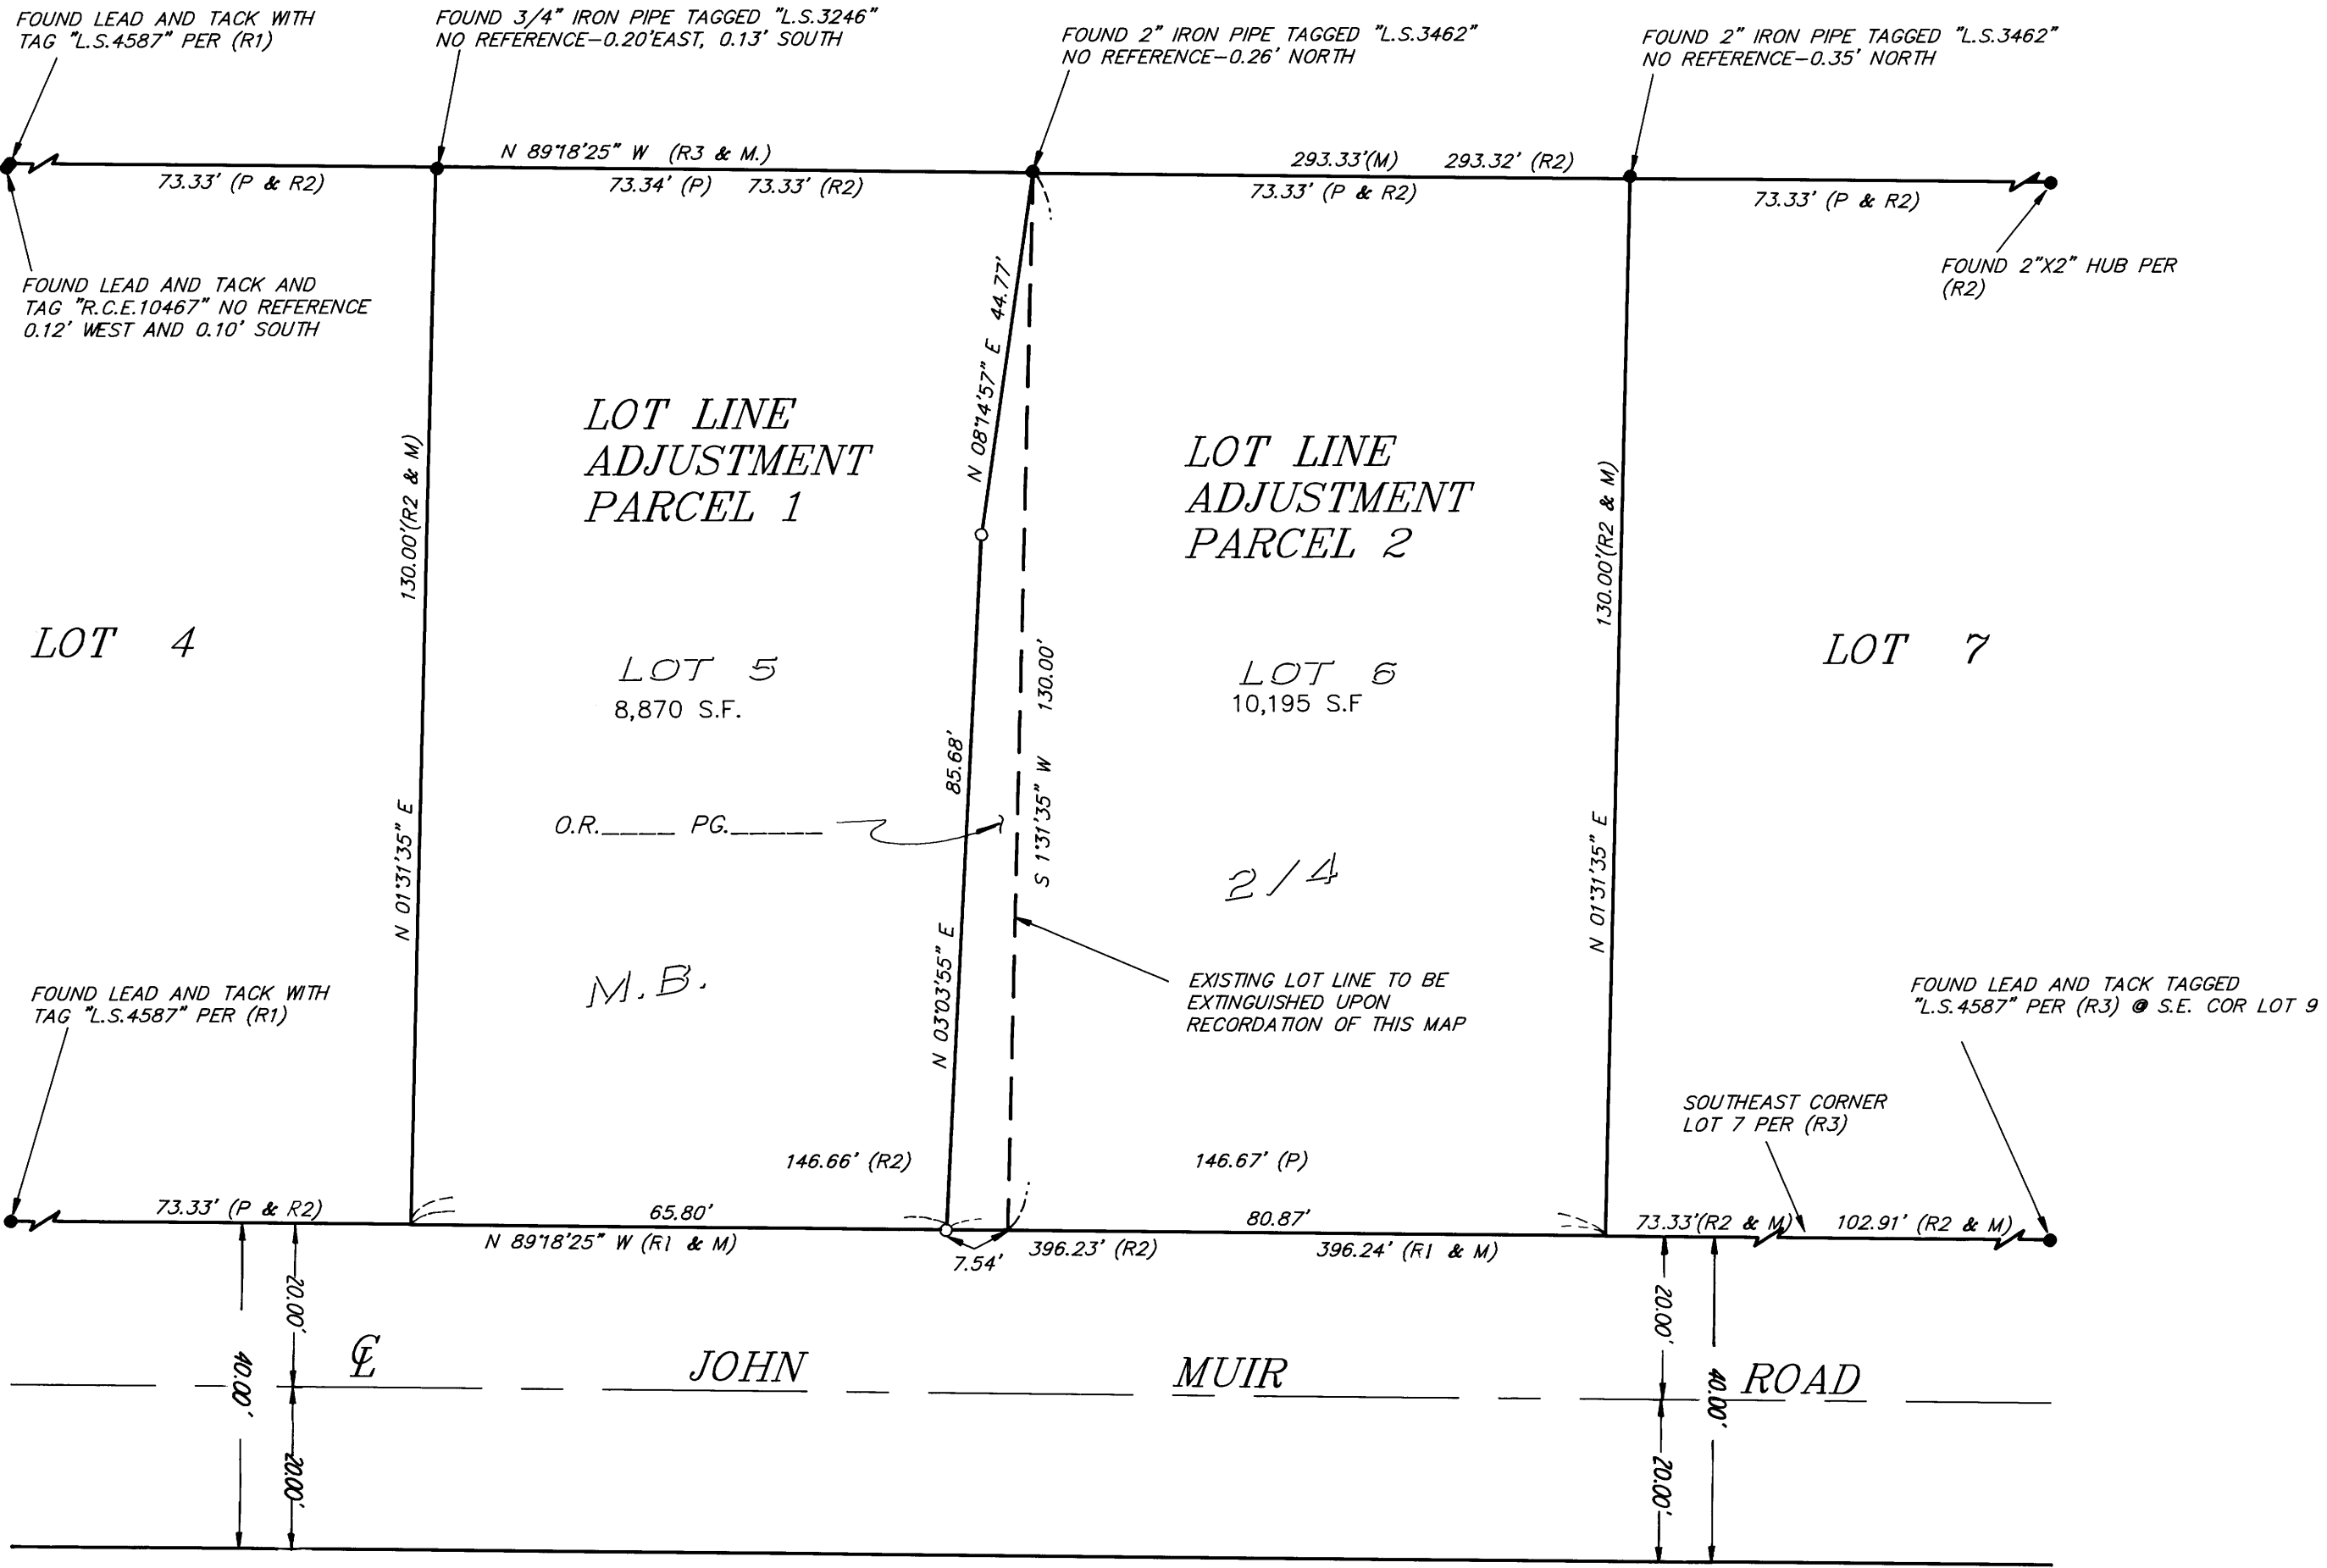 FOUND LEAD AND TACK WITH
TAG "L.S.4587" PER (R1)
FOUND 3/4" IRON PIPE TAGGED "L.S.3246"
NO REFERENCE-0.20'EAST, 0.13' SOUTH
FOUND 2" IRON PIPE TAGGED "L.S.3462"
NO REFERENCE-0.26' NORTH
FOUND 2" IRON PIPE TAGGED "L.S.3462"
NO REFERENCE-0.35' NORTH
N 89°18'25" W (R3 & M.)
293.33'(M) 293.32' (R2)
73.33' (P & R2)
73.34' (P) 73.33' (R2)
73.33' (P & R2)
73.33' (P & R2)
FOUND LEAD AND TACK AND
TAG "R.C.E.10467" NO REFERENCE
0.12' WEST AND 0.10' SOUTH
FOUND 2"X2" HUB PER
(R2)
N 08°14'57" E 44.77'
LOT LINE
ADJUSTMENT
PARCEL 1
LOT LINE
ADJUSTMENT
PARCEL 2
130.00'(R2 & M)
130.00'(R2 & M)
LOT 4
LOT 5
8,870 S.F.
LOT 6
10,195 S.F
LOT 7
85.68'
S 1°31'35" W 130.00'
O.R.____ PG._____
N 01°31'35" E
N 01°31'35" E
2/4
M.B.
N 03°03'55" E
EXISTING LOT LINE TO BE
EXTINGUISHED UPON
RECORDATION OF THIS MAP
FOUND LEAD AND TACK WITH
TAG "L.S.4587" PER (R1)
FOUND LEAD AND TACK TAGGED
"L.S.4587" PER (R3) @ S.E. COR LOT 9
SOUTHEAST CORNER
LOT 7 PER (R3)
146.66' (R2)
146.67' (P)
73.33' (P & R2)
65.80'
80.87'
73.33'(R2 & M)
102.91' (R2 & M)
N 89°18'25" W (R1 & M)
7.54'
396.23' (R2)
396.24' (R1 & M)
20.00'
20.00'
40.00'
40.00'
℄
JOHN MUIR ROAD
20.00'
20.00'